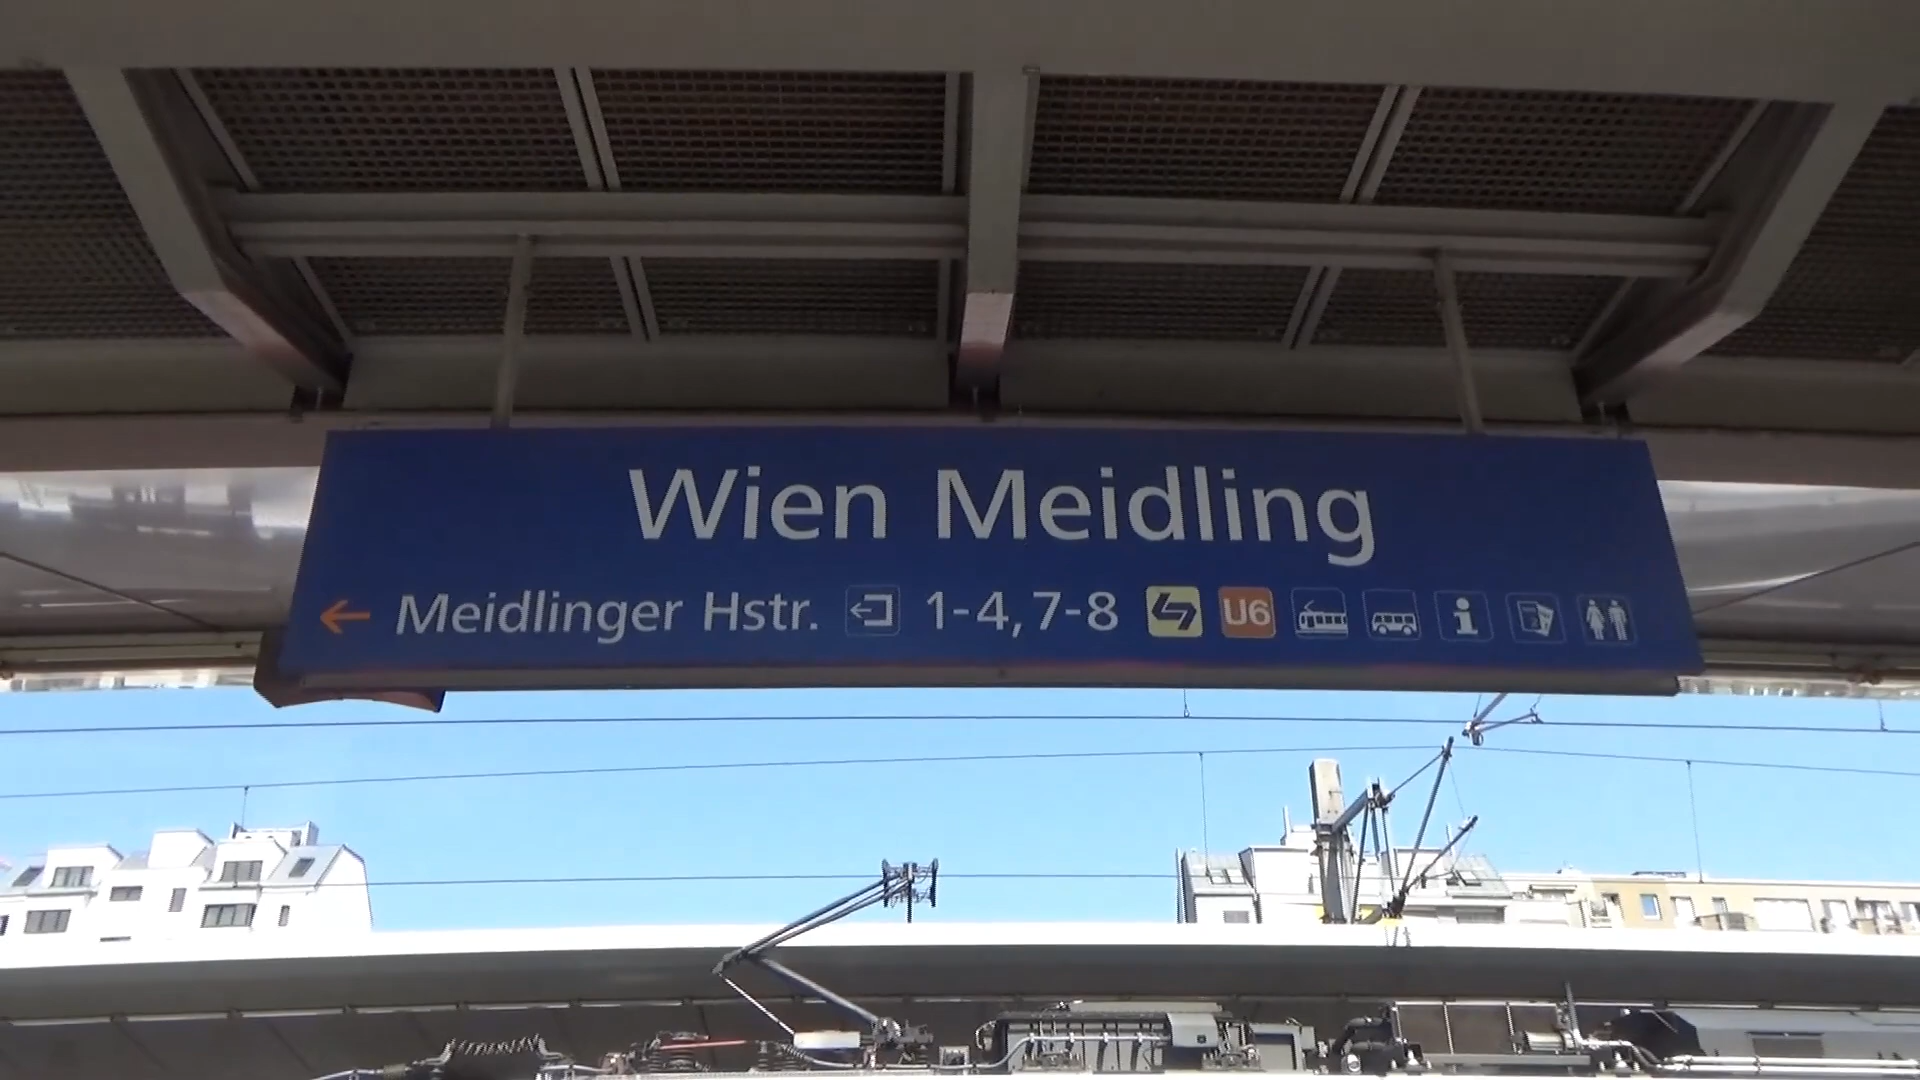 Wien Meidling
← Meidlinger Hstr. 1-4, 7-8 U6